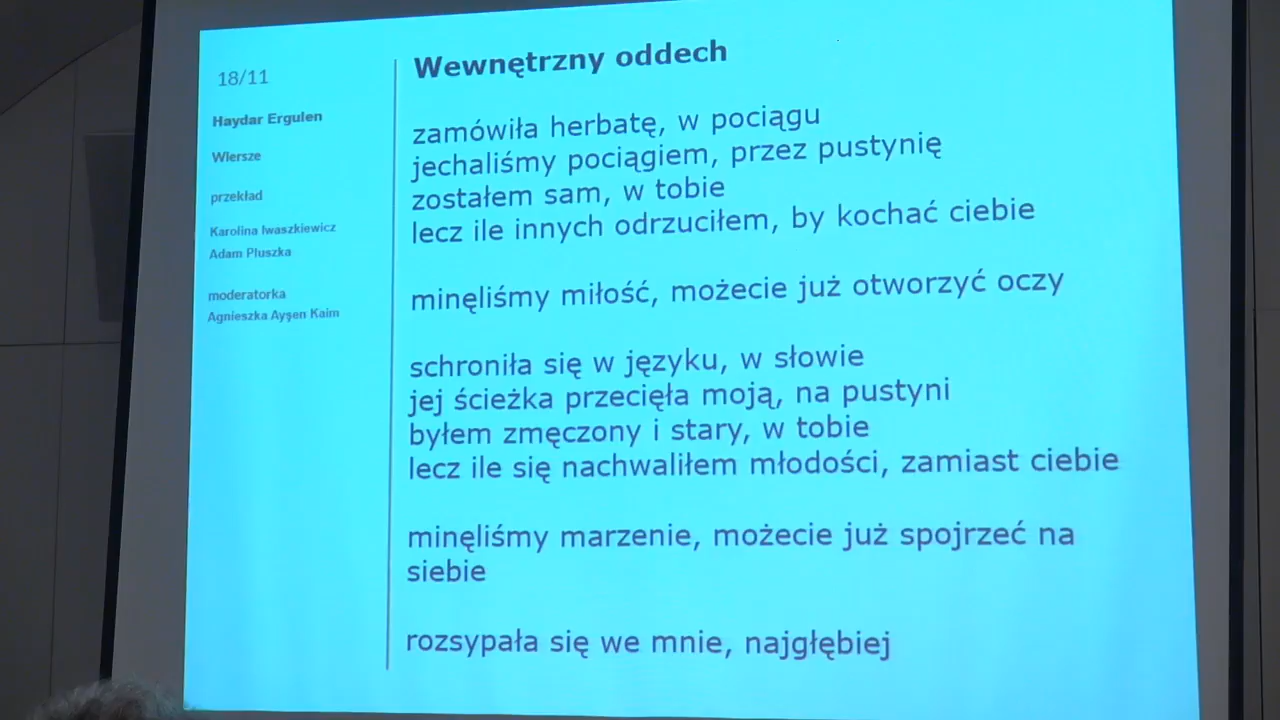 18/11
Haydar Ergulen
Wiersze
przekład
Karolina Iwaszkiewicz
Adam Pluszka
moderatorka
Agnieszka Ayşen Kaim
Wewnętrzny oddech
zamówiła herbatę, w pociągu
jechaliśmy pociągiem, przez pustynię
zostałem sam, w tobie
lecz ile innych odrzuciłem, by kochać ciebie
minęliśmy miłość, możecie już otworzyć oczy
schroniła się w języku, w słowie
jej ścieżka przecięła moją, na pustyni
byłem zmęczony i stary, w tobie
lecz ile się nachwaliłem młodości, zamiast ciebie
minęliśmy marzenie, możecie już spojrzeć na
siebie
rozsypała się we mnie, najgłębiej